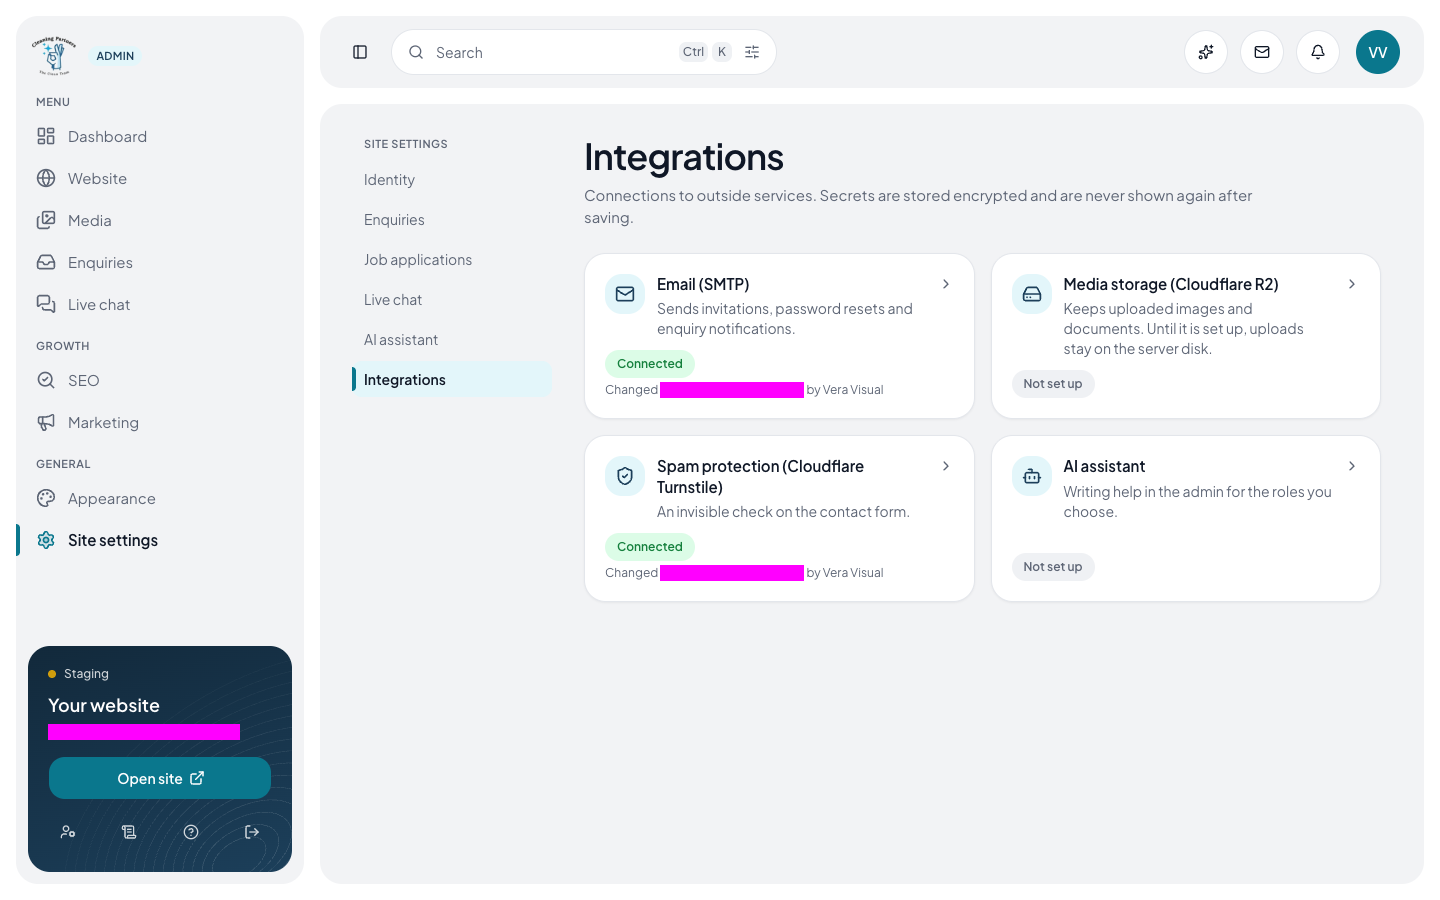 Cleaning Partners
ADMIN
MENU
Dashboard
Website
Media
Enquiries
Live chat
GROWTH
SEO
Marketing
GENERAL
Appearance
Site settings
Staging
Your website
Open site
Search
Ctrl K
VV
SITE SETTINGS
Identity
Enquiries
Job applications
Live chat
AI assistant
Integrations
Integrations
Connections to outside services. Secrets are stored encrypted and are never shown again after
saving.
Email (SMTP)
Sends invitations, password resets and
enquiry notifications.
Connected
Changed by Vera Visual
Media storage (Cloudflare R2)
Keeps uploaded images and
documents. Until it is set up, uploads
stay on the server disk.
Not set up
Spam protection (Cloudflare
Turnstile)
An invisible check on the contact form.
Connected
Changed by Vera Visual
AI assistant
Writing help in the admin for the roles you
choose.
Not set up